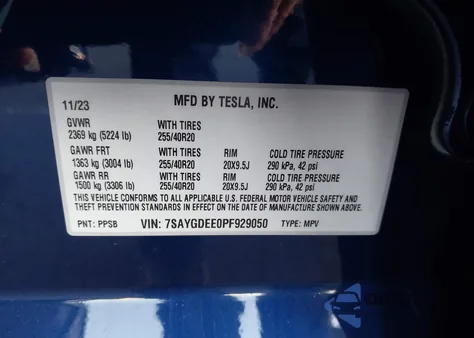 MFD BY TESLA, INC.
11/23
GVWR WITH TIRES
2369 kg (5224 lb) 255/40R20
GAWR FRT WITH TIRES RIM COLD TIRE PRESSURE
1363 kg (3004 lb) 255/40R20 20X9.5J 290 kPa, 42 psi
GAWR RR WITH TIRES RIM COLD TIRE PRESSURE
1500 kg (3306 lb) 255/40R20 20X9.5J 290 kPa, 42 psi
THIS VEHICLE CONFORMS TO ALL APPLICABLE U.S. FEDERAL MOTOR VEHICLE SAFETY AND
THEFT PREVENTION STANDARDS IN EFFECT ON THE DATE OF MANUFACTURE SHOWN ABOVE.
PNT: PPSB VIN: 7SAYGDEE0PF929050 TYPE: MPV